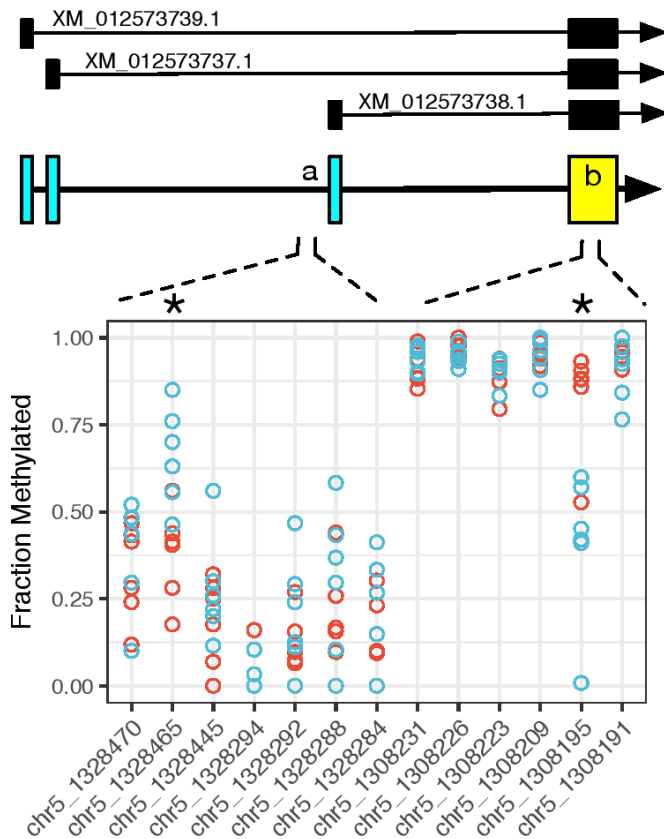 XM_012573739.1
XM_012573737.1
XM_012573738.1
a
b
*
*
Fraction Methylated
1.00
0.75
0.50
0.25
0.00
chr5_1328470
chr5_1328465
chr5_1328445
chr5_1328294
chr5_1328292
chr5_1328288
chr5_1328284
chr5_1308231
chr5_1308226
chr5_1308223
chr5_1308209
chr5_1308195
chr5_1308191